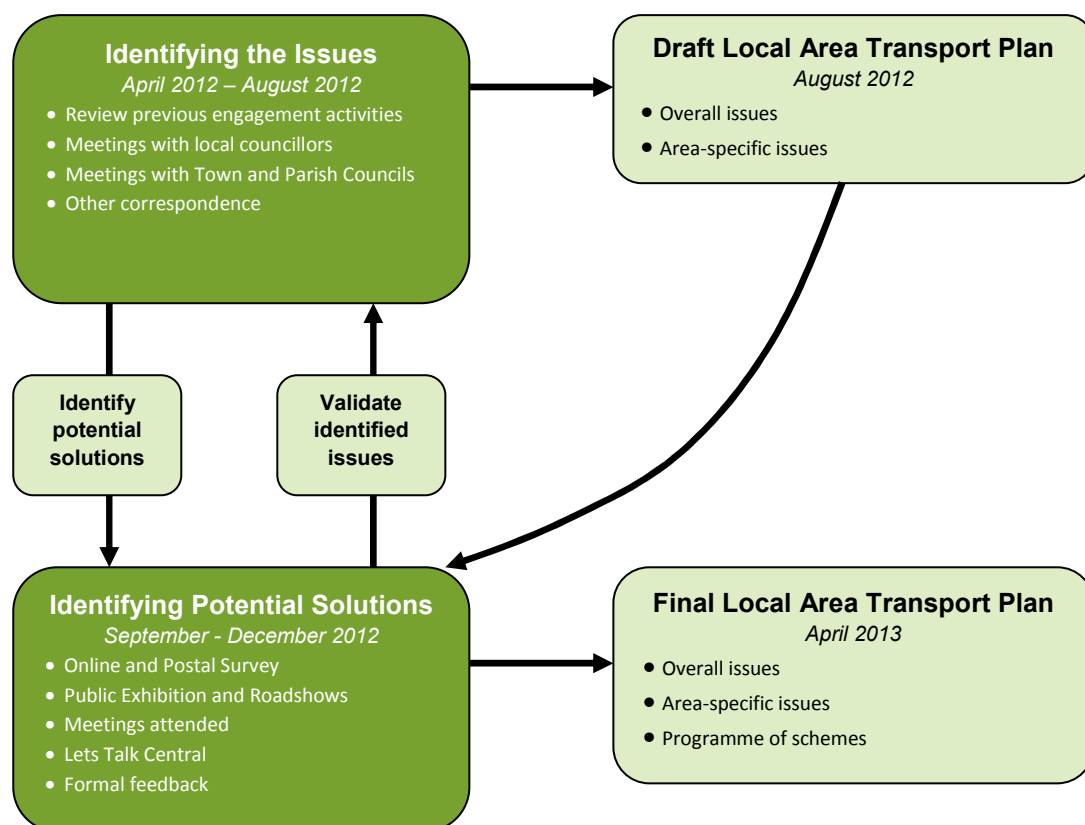 Identifying the Issues
April 2012 – August 2012
• Review previous engagement activities
• Meetings with local councillors
• Meetings with Town and Parish Councils
• Other correspondence
Draft Local Area Transport Plan
August 2012
• Overall issues
• Area-specific issues
Identify
potential
solutions
Validate
identified
issues
Identifying Potential Solutions
September - December 2012
• Online and Postal Survey
• Public Exhibition and Roadshows
• Meetings attended
• Lets Talk Central
• Formal feedback
Final Local Area Transport Plan
April 2013
• Overall issues
• Area-specific issues
• Programme of schemes